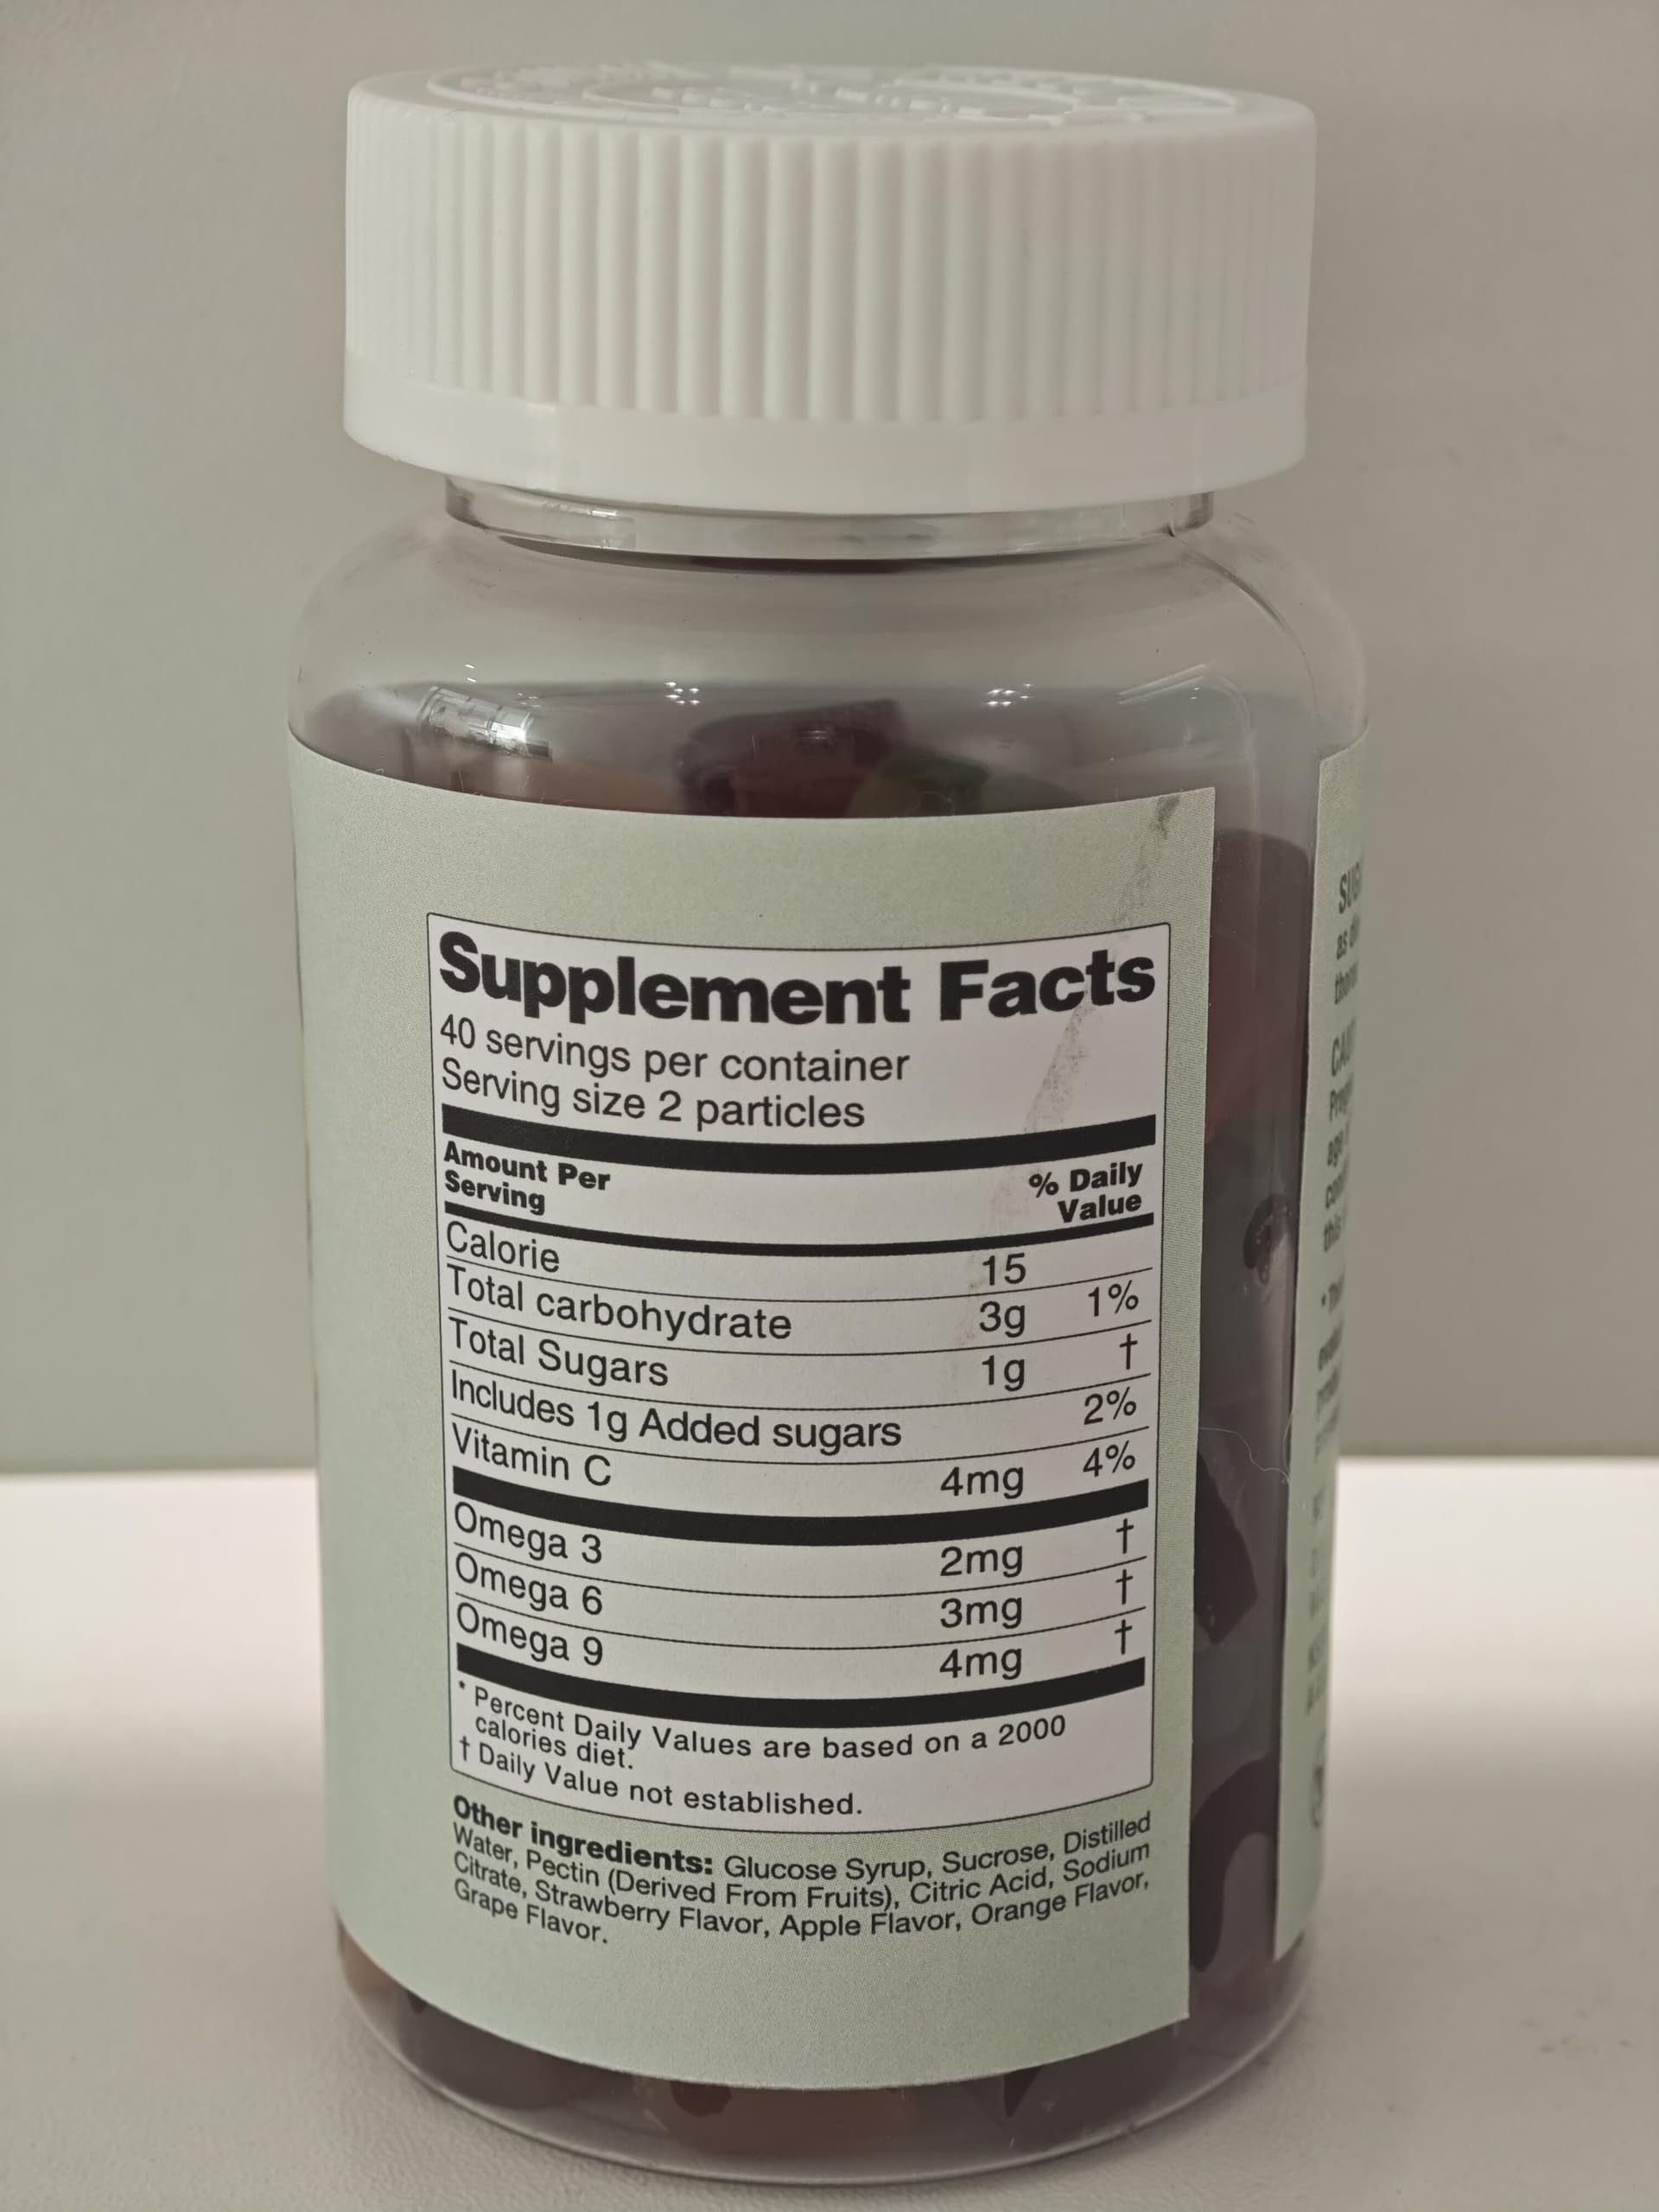 Supplement Facts
40 servings per container
Serving size 2 particles
Amount Per
Serving
% Daily
Value
Calorie 15
Total carbohydrate 3g 1%
Total Sugars 1g †
Includes 1g Added sugars 2%
Vitamin C 4mg 4%
Omega 3 2mg †
Omega 6 3mg †
Omega 9 4mg †
* Percent Daily Values are based on a 2000
calories diet.
† Daily Value not established.
Other ingredients: Glucose Syrup, Sucrose, Distilled
Water, Pectin (Derived From Fruits), Citric Acid, Sodium
Citrate, Strawberry Flavor, Apple Flavor, Orange Flavor,
Grape Flavor.